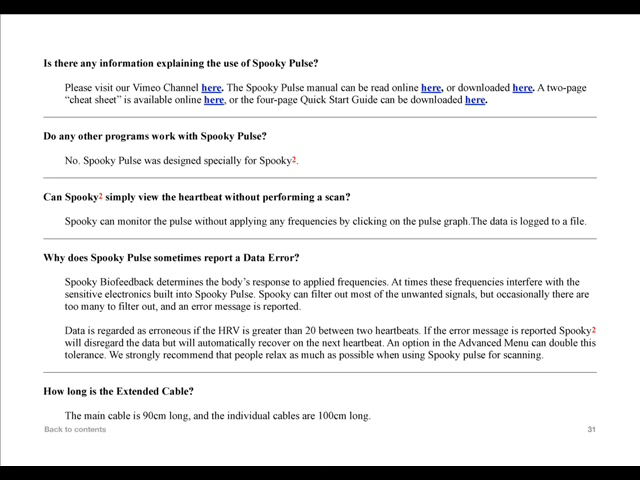 Is there any information explaining the use of Spooky Pulse?
Please visit our Vimeo Channel here. The Spooky Pulse manual can be read online here, or downloaded here. A two-page
“cheat sheet” is available online here, or the four-page Quick Start Guide can be downloaded here.
Do any other programs work with Spooky Pulse?
No. Spooky Pulse was designed specially for Spooky2.
Can Spooky2 simply view the heartbeat without performing a scan?
Spooky can monitor the pulse without applying any frequencies by clicking on the pulse graph.The data is logged to a file.
Why does Spooky Pulse sometimes report a Data Error?
Spooky Biofeedback determines the body’s response to applied frequencies. At times these frequencies interfere with the
sensitive electronics built into Spooky Pulse. Spooky can filter out most of the unwanted signals, but occasionally there are
too many to filter out, and an error message is reported.
Data is regarded as erroneous if the HRV is greater than 20 between two heartbeats. If the error message is reported Spooky2
will disregard the data but will automatically recover on the next heartbeat. An option in the Advanced Menu can double this
tolerance. We strongly recommend that people relax as much as possible when using Spooky pulse for scanning.
How long is the Extended Cable?
The main cable is 90cm long, and the individual cables are 100cm long.
Back to contents 31